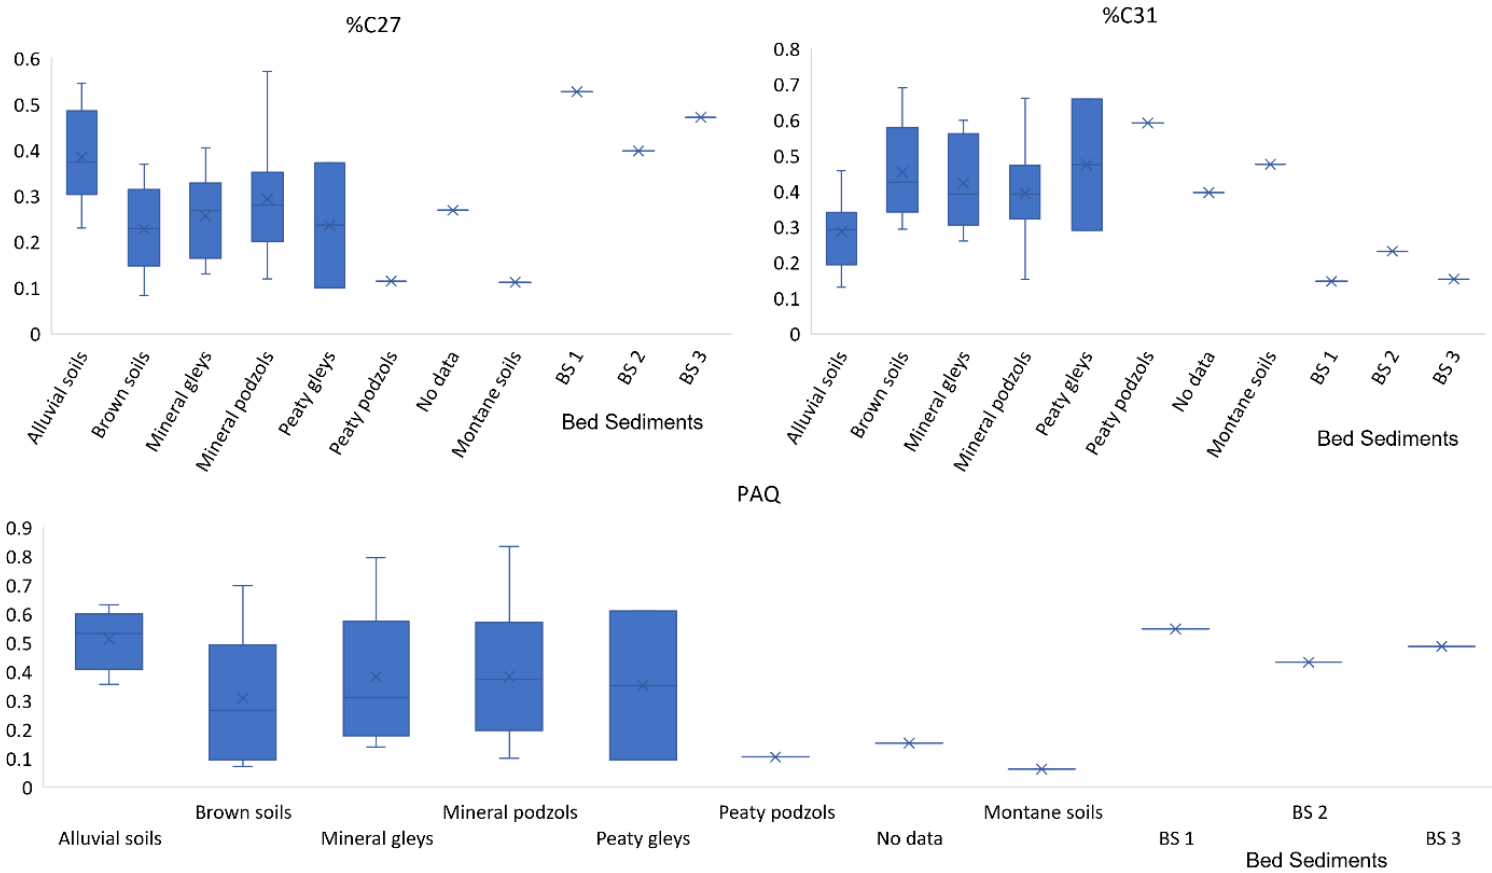 %C27
0.6
0.5
0.4
0.3
0.2
0.1
0
Alluvial soils
Brown soils
Mineral gleys
Mineral podzols
Peaty gleys
Peaty podzols
No data
Montane soils
BS 1
BS 2
BS 3
Bed Sediments
%C31
0.8
0.7
0.6
0.5
0.4
0.3
0.2
0.1
0
Alluvial soils
Brown soils
Mineral gleys
Mineral podzols
Peaty gleys
Peaty podzols
No data
Montane soils
BS 1
BS 2
BS 3
Bed Sediments
PAQ
0.9
0.8
0.7
0.6
0.5
0.4
0.3
0.2
0.1
0
Alluvial soils
Brown soils
Mineral gleys
Mineral podzols
Peaty gleys
Peaty podzols
No data
Montane soils
BS 1
BS 2
BS 3
Bed Sediments